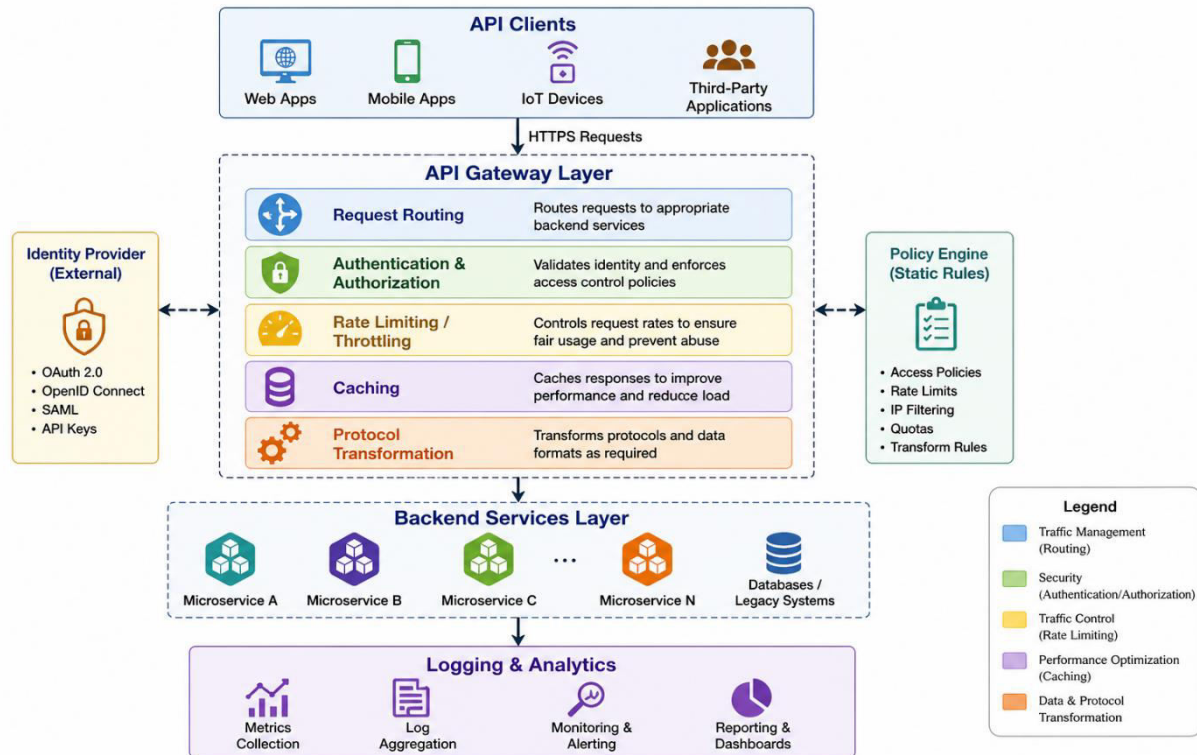 API Clients
Web Apps
Mobile Apps
IoT Devices
Third-Party
Applications
HTTPS Requests
API Gateway Layer
Request Routing
Routes requests to appropriate
backend services
Authentication &
Authorization
Validates identity and enforces
access control policies
Rate Limiting /
Throttling
Controls request rates to ensure
fair usage and prevent abuse
Caching
Caches responses to improve
performance and reducce load
Protocol
Transformation
Transforms protocols and data
formats as required
Identity Provider
(External)
• OAuth 2.0
• OpenID Connect
• SAML
• API Keys
Policy Engine
(Static Rules)
• Access Policies
• Rate Limits
• IP Filtering
• Quotas
• Transform Rules
Backend Services Layer
Microservice A
Microservice B
Microservice C
...
Microservice N
Databases /
Legacy Systems
Logging & Analytics
Metrics
Collection
Log
Aggregation
Monitoring &
Alerting
Reporting &
Dashboards
Legend
Traffic Management
(Routing)
Security
(Authentication/Authorization)
Traffic Control
(Rate Limiting)
Performance Optimization
(Caching)
Data & Protocol
Transformation